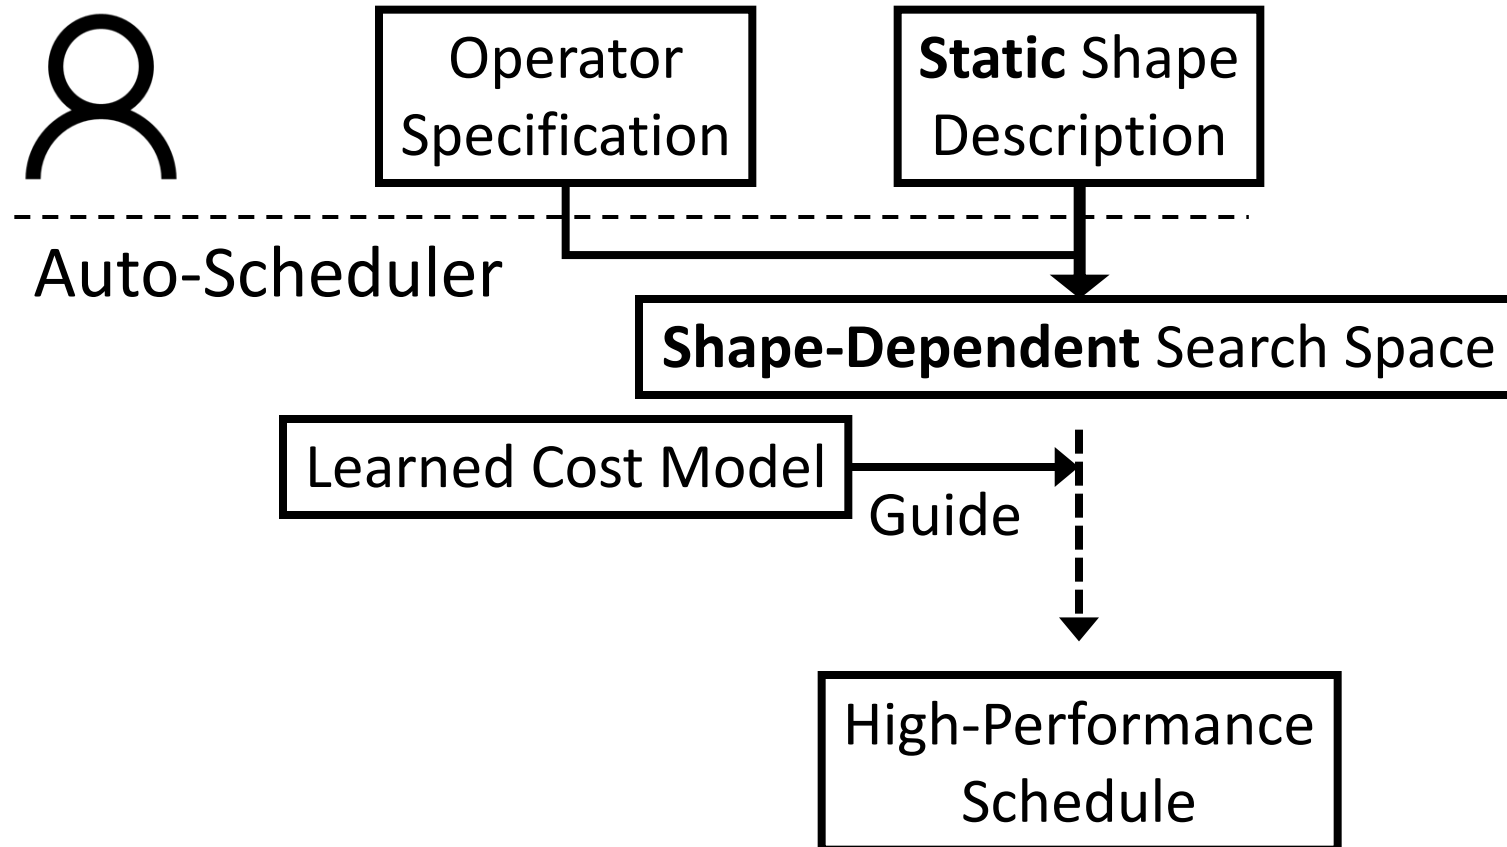 Operator
Specification
Static Shape
Description
Auto-Scheduler
Shape-Dependent Search Space
Learned Cost Model
Guide
High-Performance
Schedule